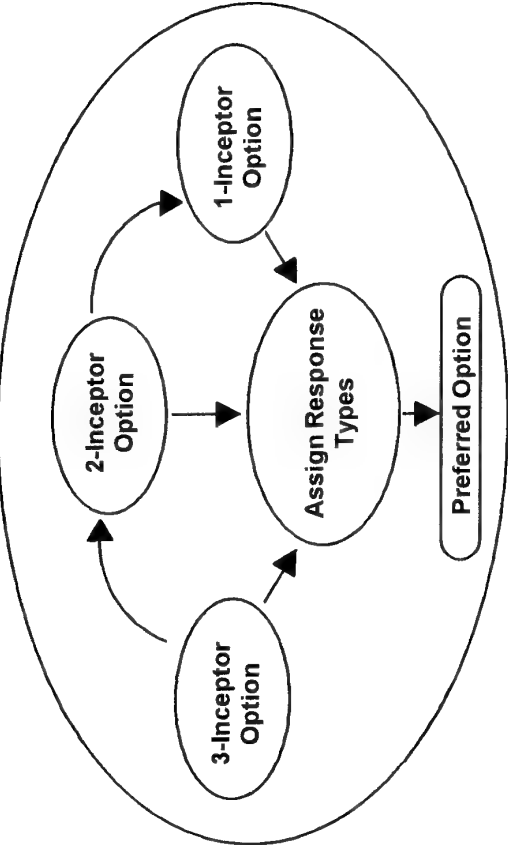 2-Inceptor
Option
3-Inceptor
Option
1-Inceptor
Option
Assign Response
Types
Preferred Option